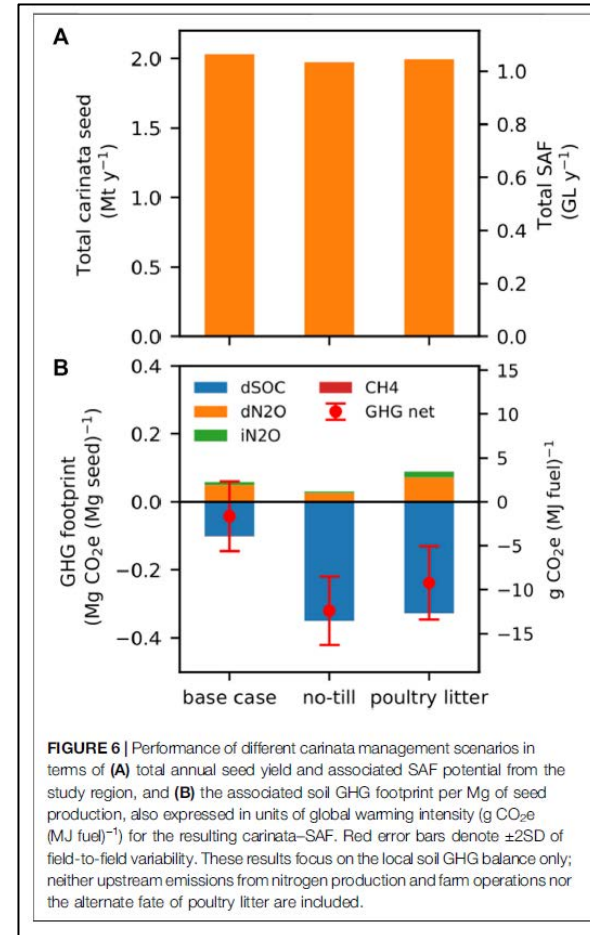 A
Total carinata seed
(Mt y⁻¹)
2.0
1.5
1.0
0.5
0.0
Total SAF
(GL y⁻¹)
1.0
0.8
0.6
0.4
0.2
0.0
B
GHG footprint
(Mg CO₂e (Mg seed)⁻¹)
0.4
0.2
0.0
−0.2
−0.4
dSOC
dN2O
iN2O
CH4
GHG net
g CO₂e (MJ fuel)⁻¹
15
10
5
0
−5
−10
−15
base case no-till poultry litter
FIGURE 6 | Performance of different carinata management scenarios in
terms of (A) total annual seed yield and associated SAF potential from the
study region, and (B) the associated soil GHG footprint per Mg of seed
production, also expressed in units of global warming intensity (g CO₂e
(MJ fuel)⁻¹) for the resulting carinata–SAF. Red error bars denote ±2SD of
field-to-field variability. These results focus on the local soil GHG balance only;
neither upstream emissions from nitrogen production and farm operations nor
the alternate fate of poultry litter are included.